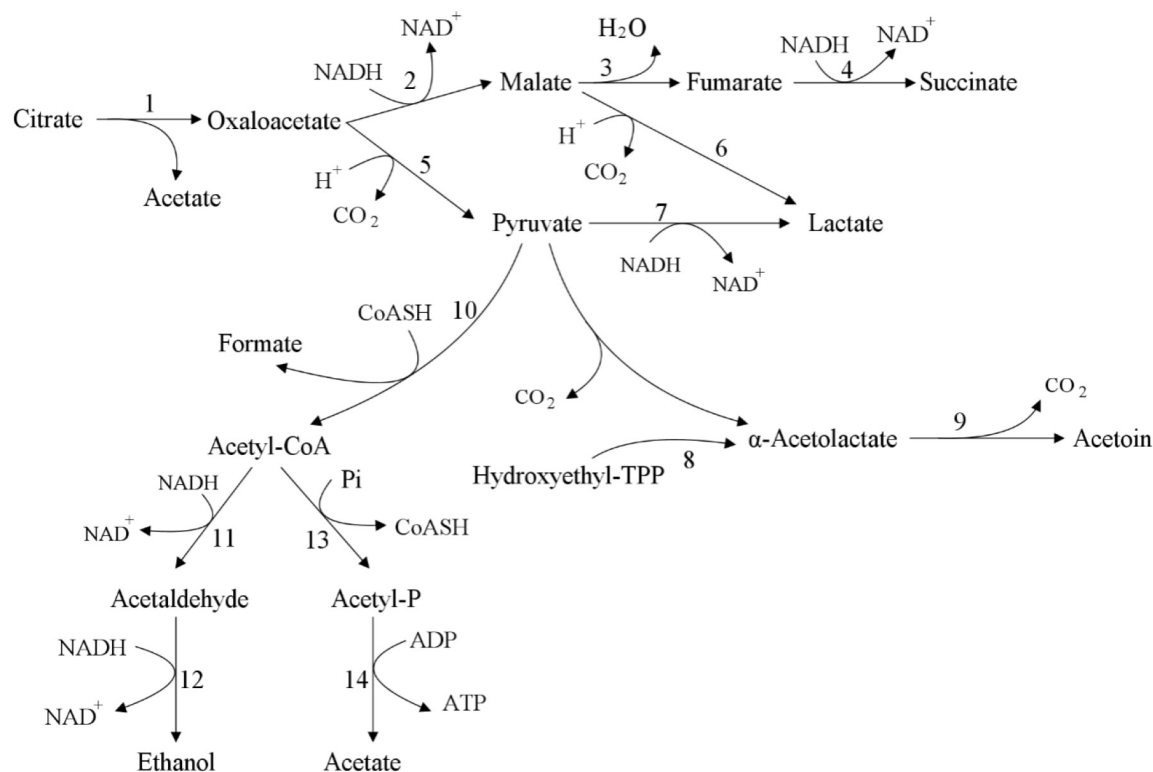 NAD+
H₂O
NADH
NAD+
NADH
2
Malate
3
Fumarate
4
Succinate
Citrate
1
Oxaloacetate
H+
CO₂
6
Acetate
H+
CO₂
5
Pyruvate
7
Lactate
NADH
NAD+
CoASH
10
Formate
CO₂
CO₂
Acetyl-CoA
α-Acetolactate
9
Acetoin
Hydroxyethyl-TPP
8
NADH
Pi
NAD+
11
13
CoASH
Acetaldehyde
Acetyl-P
NADH
ADP
12
14
NAD+
ATP
Ethanol
Acetate